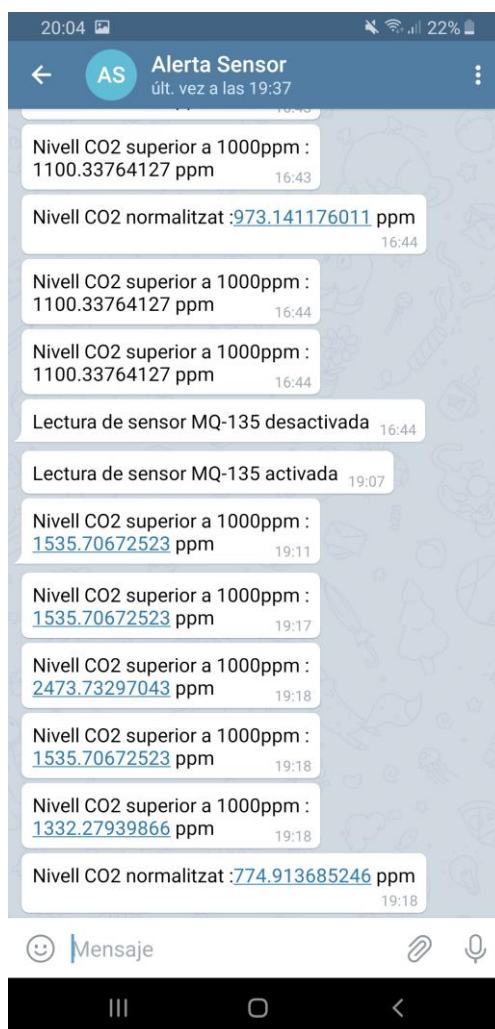 20:04 22%
AS Alerta Sensor
últ. vez a las 19:37
16:43
Nivell CO2 superior a 1000ppm :
1100.33764127 ppm 16:43
Nivell CO2 normalitzat :973.141176011 ppm
16:44
Nivell CO2 superior a 1000ppm :
1100.33764127 ppm 16:44
Nivell CO2 superior a 1000ppm :
1100.33764127 ppm 16:44
Lectura de sensor MQ-135 desactivada 16:44
Lectura de sensor MQ-135 activada 19:07
Nivell CO2 superior a 1000ppm :
1535.70672523 ppm 19:11
Nivell CO2 superior a 1000ppm :
1535.70672523 ppm 19:17
Nivell CO2 superior a 1000ppm :
2473.73297043 ppm 19:18
Nivell CO2 superior a 1000ppm :
1535.70672523 ppm 19:18
Nivell CO2 superior a 1000ppm :
1332.27939866 ppm 19:18
Nivell CO2 normalitzat :774.913685246 ppm
19:18
Mensaje